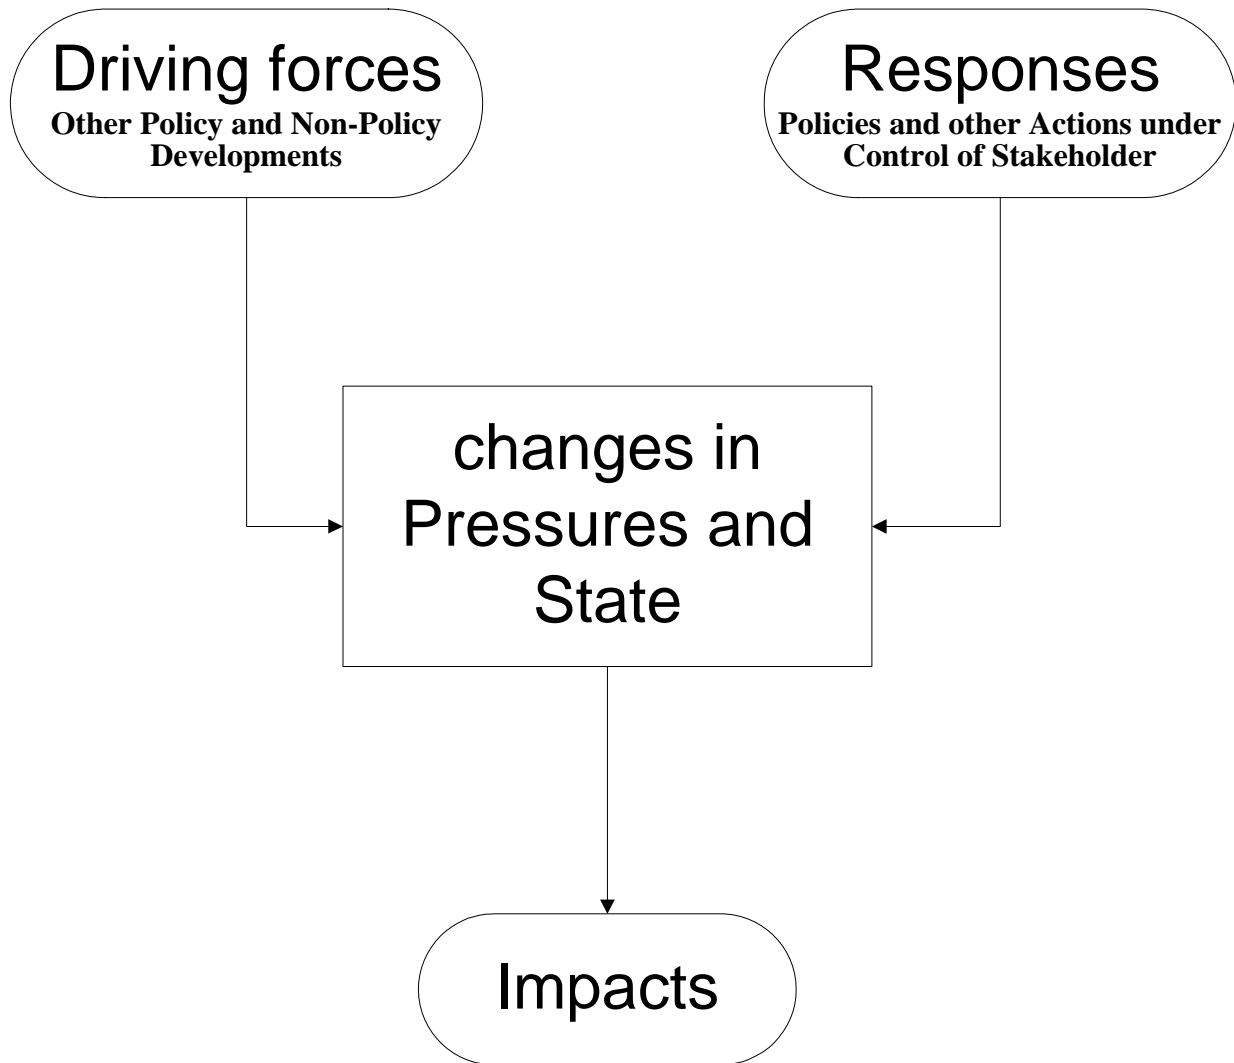 Driving forces
Other Policy and Non-Policy
Developments
Responses
Policies and other Actions under
Control of Stakeholder
changes in
Pressures and
State
Impacts